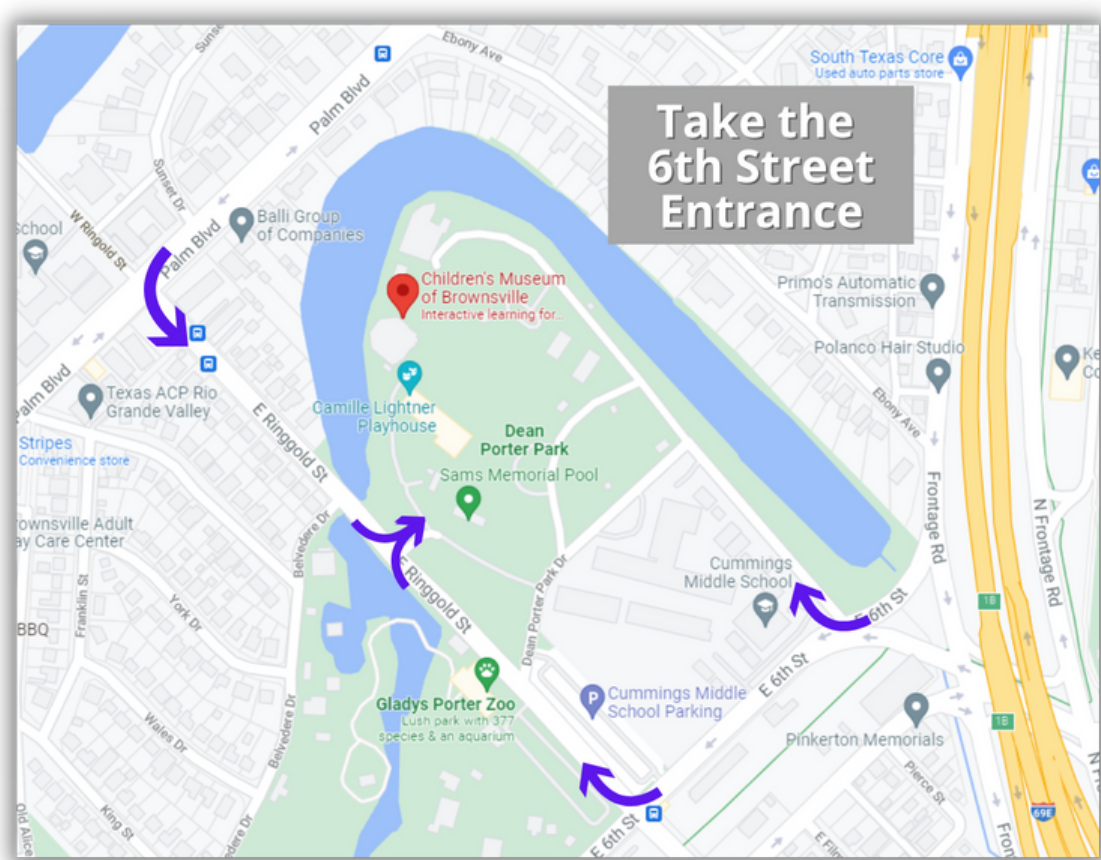 Take the
6th Street
Entrance
Ebony Ave
South Texas Core
Used auto parts store
Palm Blvd
Sunset Dr
W Ringold St
School
Balli Group
of Companies
Palm Blvd
Children's Museum
of Brownsville
Interactive learning for...
Primo's Automatic
Transmission
Polanco Hair Studio
Palm Blvd
Texas ACP Rio
Grande Valley
Camille Lightner
Playhouse
Ebony Ave
E Ringgold St
Dean
Porter Park
Stripes
Convenience store
Sams Memorial Pool
Frontage Rd
N Frontage Rd
rownsville Adult
ay Care Center
Belvedere Dr
Cummings
Middle School
E Ringgold St
Dean Porter Park Dr
E 6th St
1B
Franklin St
York Dr
BBQ
E 6th St
Gladys Porter Zoo
Lush park with 377
species & an aquarium
P
Cummings Middle
School Parking
1B
Belvedere Dr
Wales Dr
Pinkerton Memorials
Pierce St
King St
Old Alice
69E
E 6th St